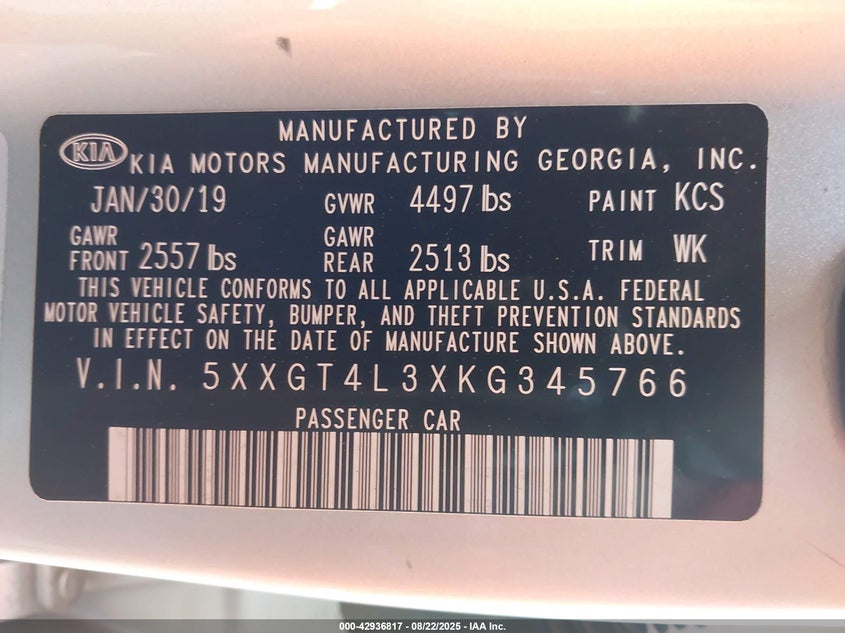 MANUFACTURED BY
KIA KIA MOTORS MANUFACTURING GEORGIA, INC.
JAN/30/19 GVWR 4497 lbs PAINT KCS
GAWR FRONT 2557 lbs GAWR REAR 2513 lbs TRIM WK
THIS VEHICLE CONFORMS TO ALL APPLICABLE U.S.A. FEDERAL
MOTOR VEHICLE SAFETY, BUMPER, AND THEFT PREVENTION STANDARDS
IN EFFECT ON THE DATE OF MANUFACTURE SHOWN ABOVE.
V.I.N. 5XXGT4L3XKG345766
PASSENGER CAR
000-42936817 - 08/22/2025 - IAA Inc.